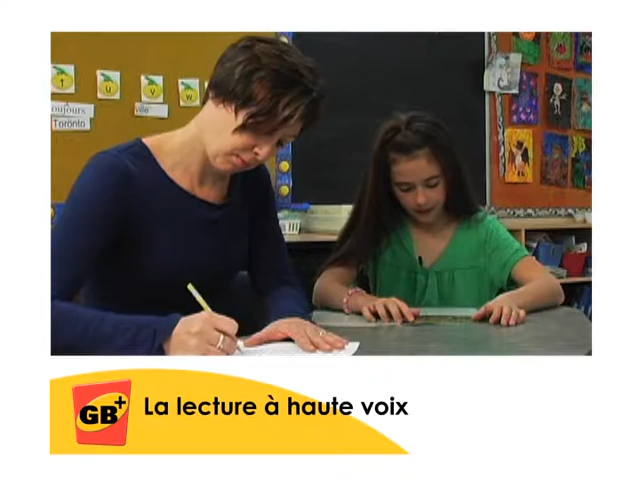 t
u
v
w
toujours
ville
Toronto
GB+
La lecture à haute voix